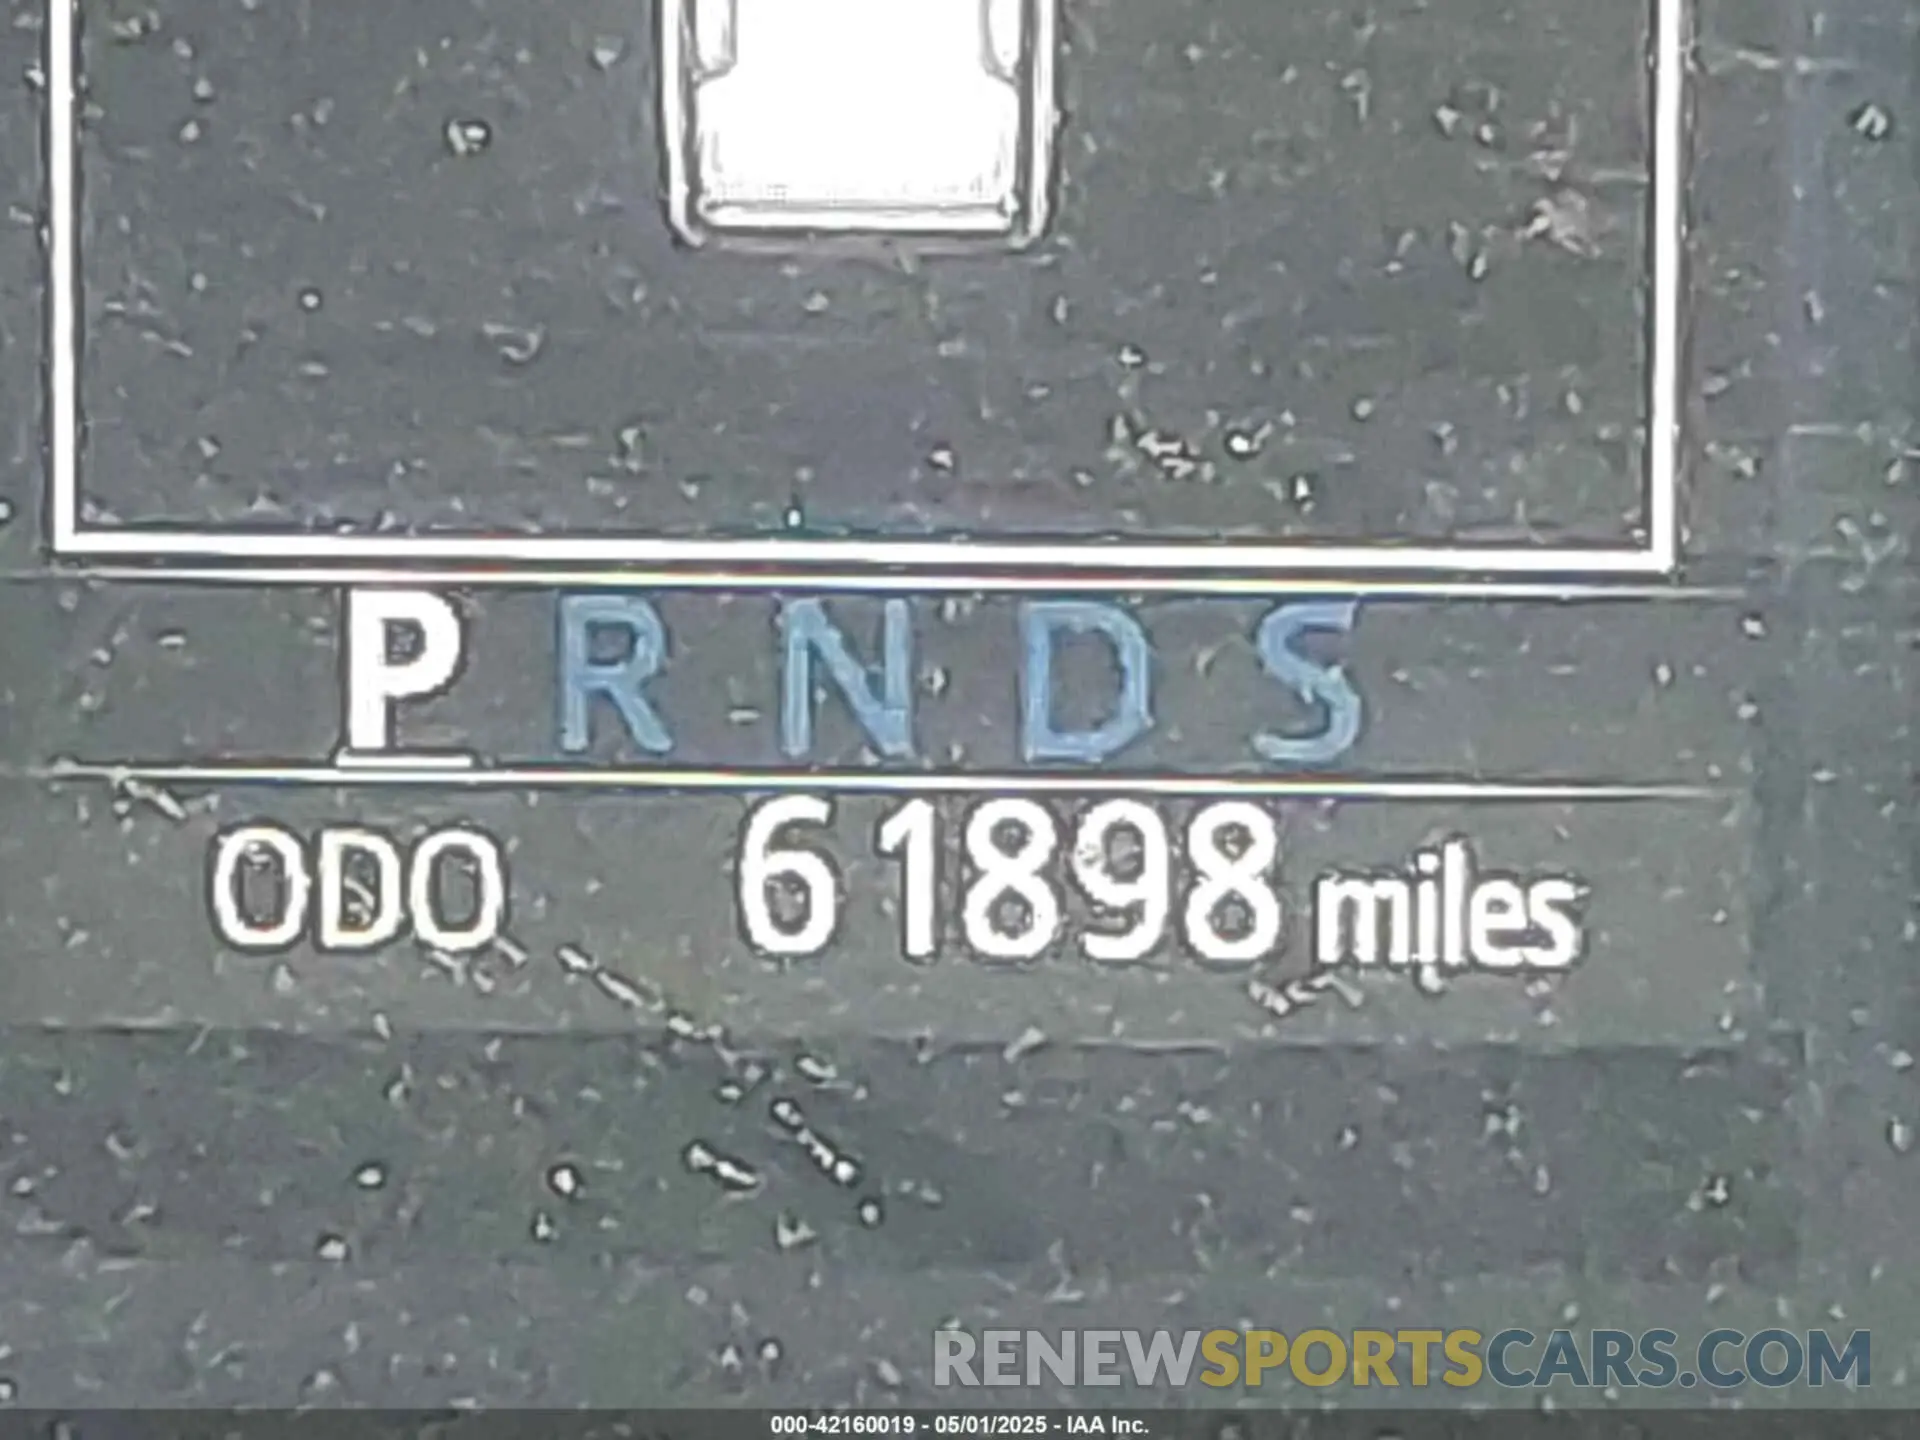 P R N D S
ODO 61898 miles
RENEWSPORTSCARS.COM
000-42160019 - 05/01/2025 - IAA Inc.